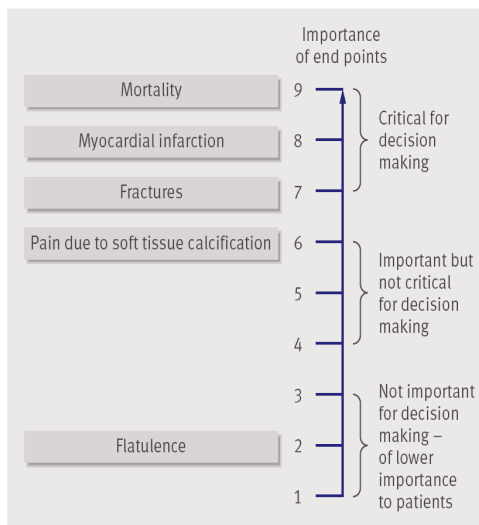 Importance
of end points
Mortality
9
Myocardial infarction
8
Critical for
decision
making
Fractures
7
Pain due to soft tissue calcification
6
5
Important but
not critical
for decision
making
4
3
Not important
for decision
making –
of lower
importance
to patients
Flatulence
2
1